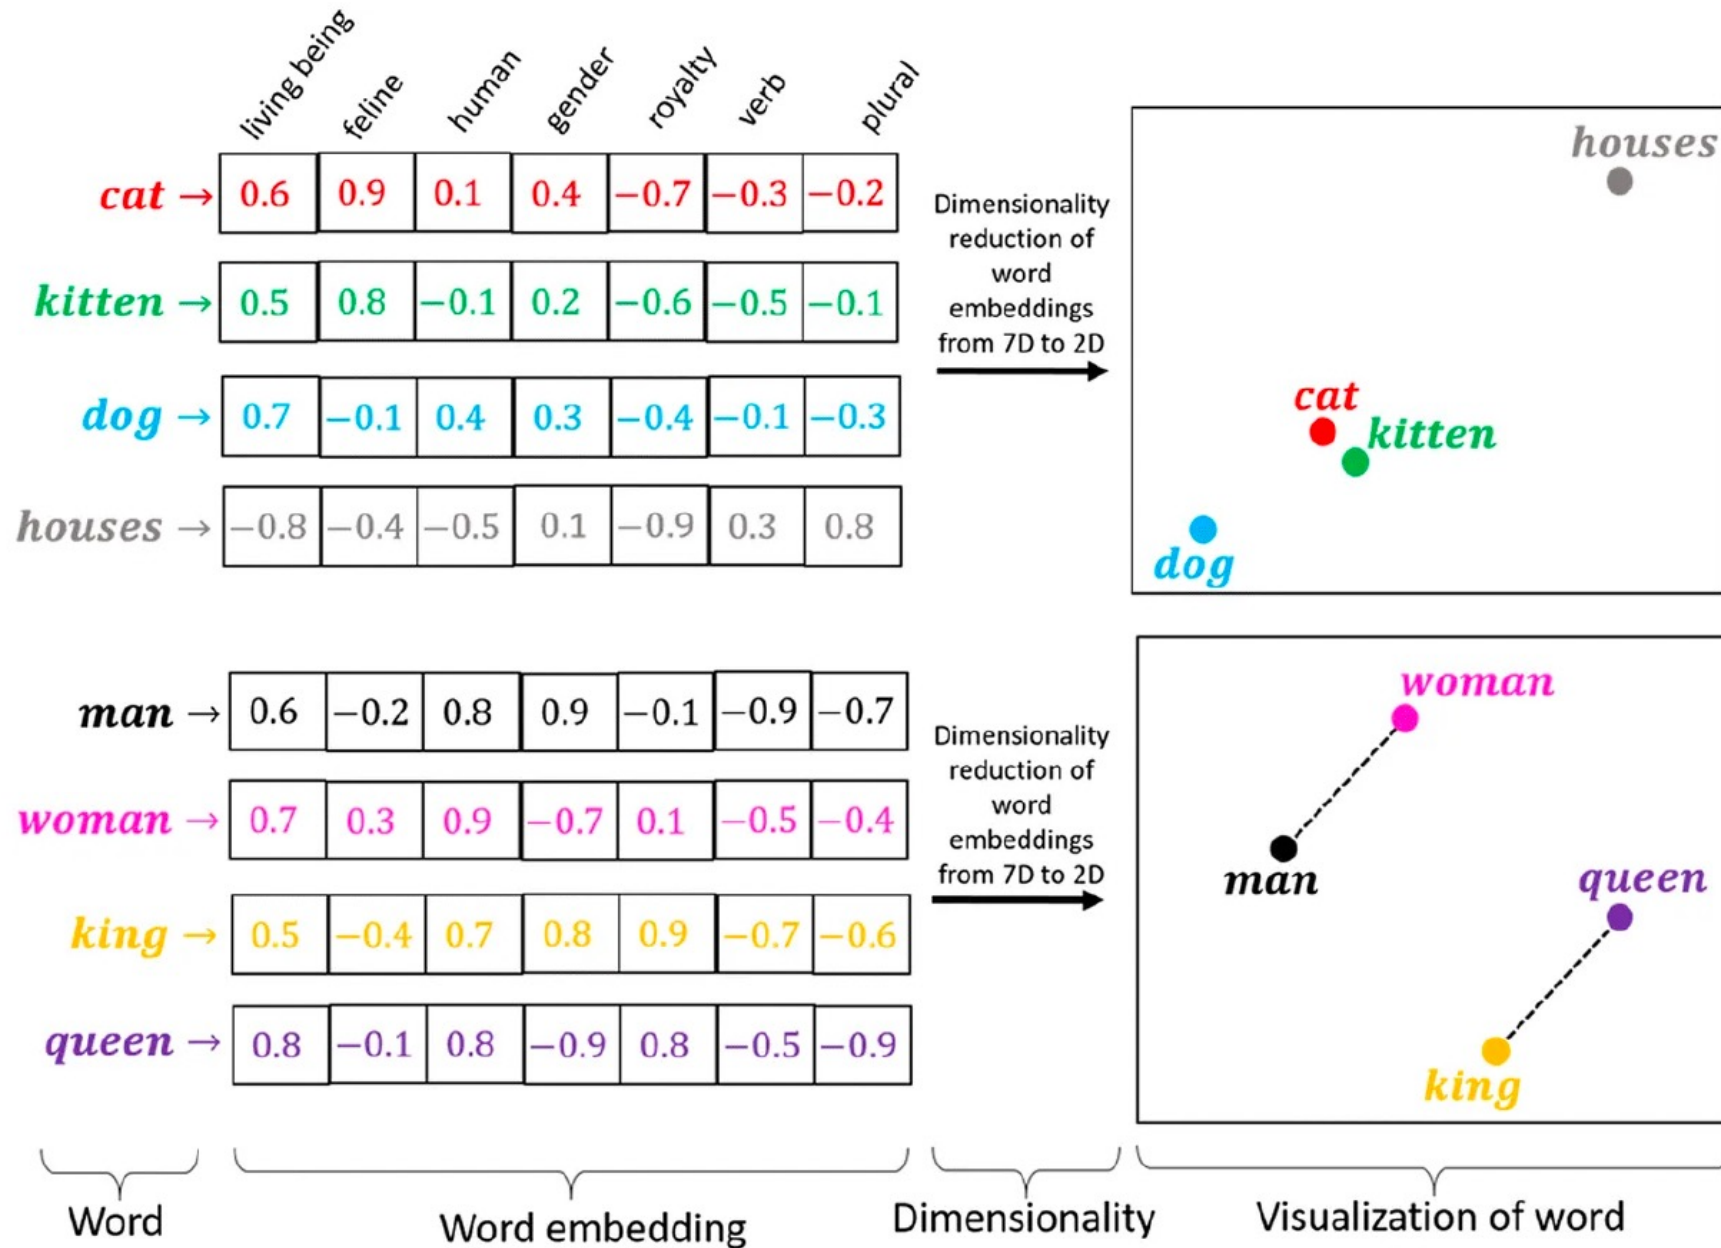 living being feline human gender royalty verb plural
cat → 0.6 0.9 0.1 0.4 −0.7 −0.3 −0.2
kitten → 0.5 0.8 −0.1 0.2 −0.6 −0.5 −0.1
dog → 0.7 −0.1 0.4 0.3 −0.4 −0.1 −0.3
houses → −0.8 −0.4 −0.5 0.1 −0.9 0.3 0.8
Dimensionality
reduction of
word
embeddings
from 7D to 2D
houses
cat
kitten
dog
man → 0.6 −0.2 0.8 0.9 −0.1 −0.9 −0.7
woman → 0.7 0.3 0.9 −0.7 0.1 −0.5 −0.4
king → 0.5 −0.4 0.7 0.8 0.9 −0.7 −0.6
queen → 0.8 −0.1 0.8 −0.9 0.8 −0.5 −0.9
Dimensionality
reduction of
word
embeddings
from 7D to 2D
woman
man
queen
king
Word
Word embedding
Dimensionality
Visualization of word